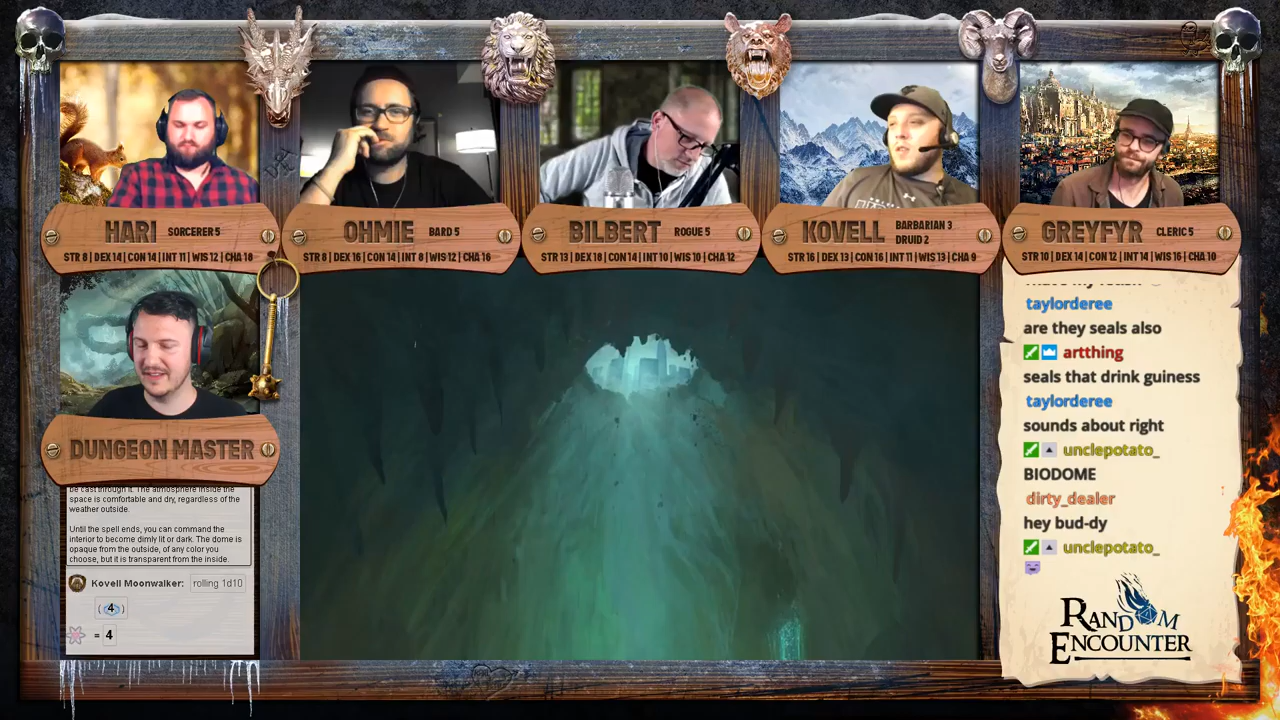 HARI SORCERER 5
STR 8 | DEX 14 | CON 14 | INT 11 | WIS 12 | CHA 18
OHMIE BARD 5
STR 8 | DEX 16 | CON 14 | INT 8 | WIS 12 | CHA 16
BILBERT ROGUE 5
STR 13 | DEX 18 | CON 14 | INT 10 | WIS 10 | CHA 12
KOVELL BARBARIAN 3
DRUID 2
STR 16 | DEX 13 | CON 16 | INT 11 | WIS 13 | CHA 9
GREYFYR CLERIC 5
STR 10 | DEX 14 | CON 12 | INT 14 | WIS 16 | CHA 10
DUNGEON MASTER
be cast through it. The atmosphere inside the
space is comfortable and dry, regardless of the
weather outside.
Until the spell ends, you can command the
interior to become dimly lit or dark. The dome is
opaque from the outside, of any color you
choose, but it is transparent from the inside.
Kovell Moonwalker: rolling 1d10
(4)
= 4
taylorderee
are they seals also
artthing
seals that drink guiness
taylorderee
sounds about right
unclepotato_
BIODOME
dirty_dealer
hey bud-dy
unclepotato_
RANDOM
ENCOUNTER